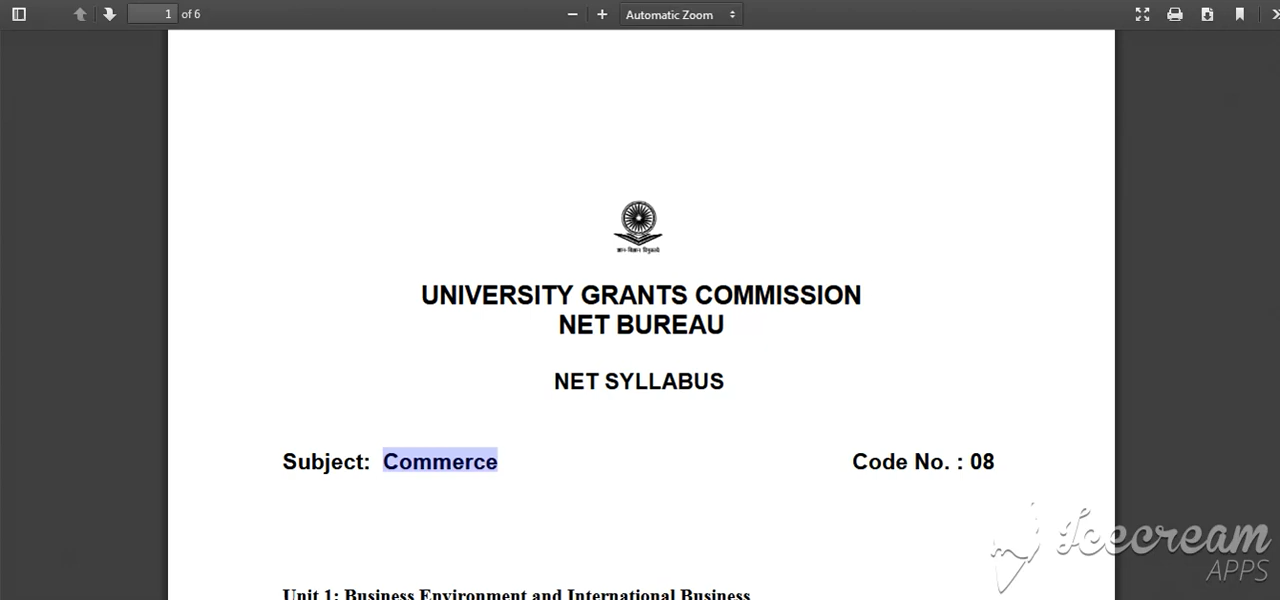 1 of 6 Automatic Zoom
ज्ञान-विज्ञान विमुक्तये
UNIVERSITY GRANTS COMMISSION
NET BUREAU
NET SYLLABUS
Subject: Commerce Code No. : 08
Icecream
APPS
Unit 1: Business Environment and International Business